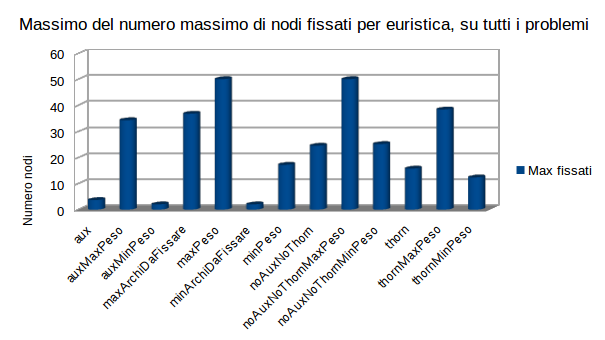 Massimo del numero massimo di nodi fissati per euristica, su tutti i problemi
60
50
40
30
20
10
0
Numero nodi
aux
auxMaxPeso
auxMinPeso
maxArchiDaFissare
maxPeso
minArchiDaFissare
minPeso
noAuxNoThorn
noAuxNoThornMaxPeso
noAuxNoThornMinPeso
thorn
thornMaxPeso
thornMinPeso
Max fissati